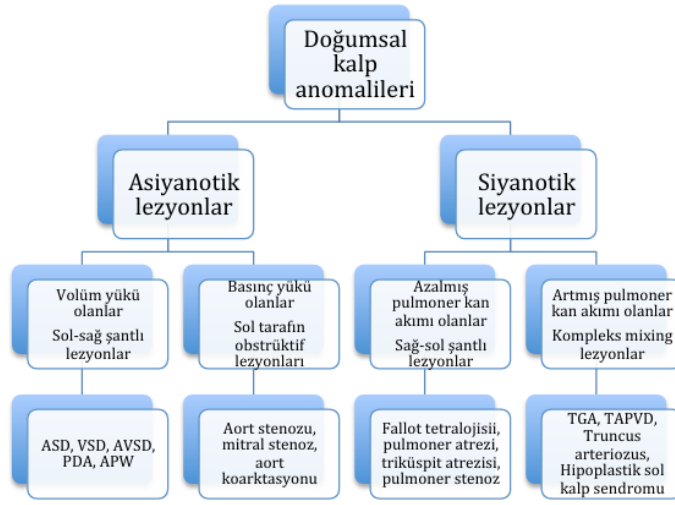 Doğumsal
kalp
anomalileri
Asiyanotik
lezyonlar
Siyanotik
lezyonlar
Volüm yükü
olanlar
Sol-sağ şantlı
lezyonlar
Basınç yükü
olanlar
Sol tarafın
obstrüktif
lezyonları
Azalmış
pulmoner kan
akımı olanlar
Sağ-sol şantlı
lezyonlar
Artmış pulmoner
kan akımı olanlar
Kompleks mixing
lezyonlar
ASD, VSD, AVSD,
PDA, APW
Aort stenozu,
mitral stenoz,
aort
koarktasyonu
Fallot tetralojisii,
pulmoner atrezi,
triküspit atrezisi,
pulmoner stenoz
TGA, TAPVD,
Truncus
arteriozus,
Hipoplastik sol
kalp sendromu